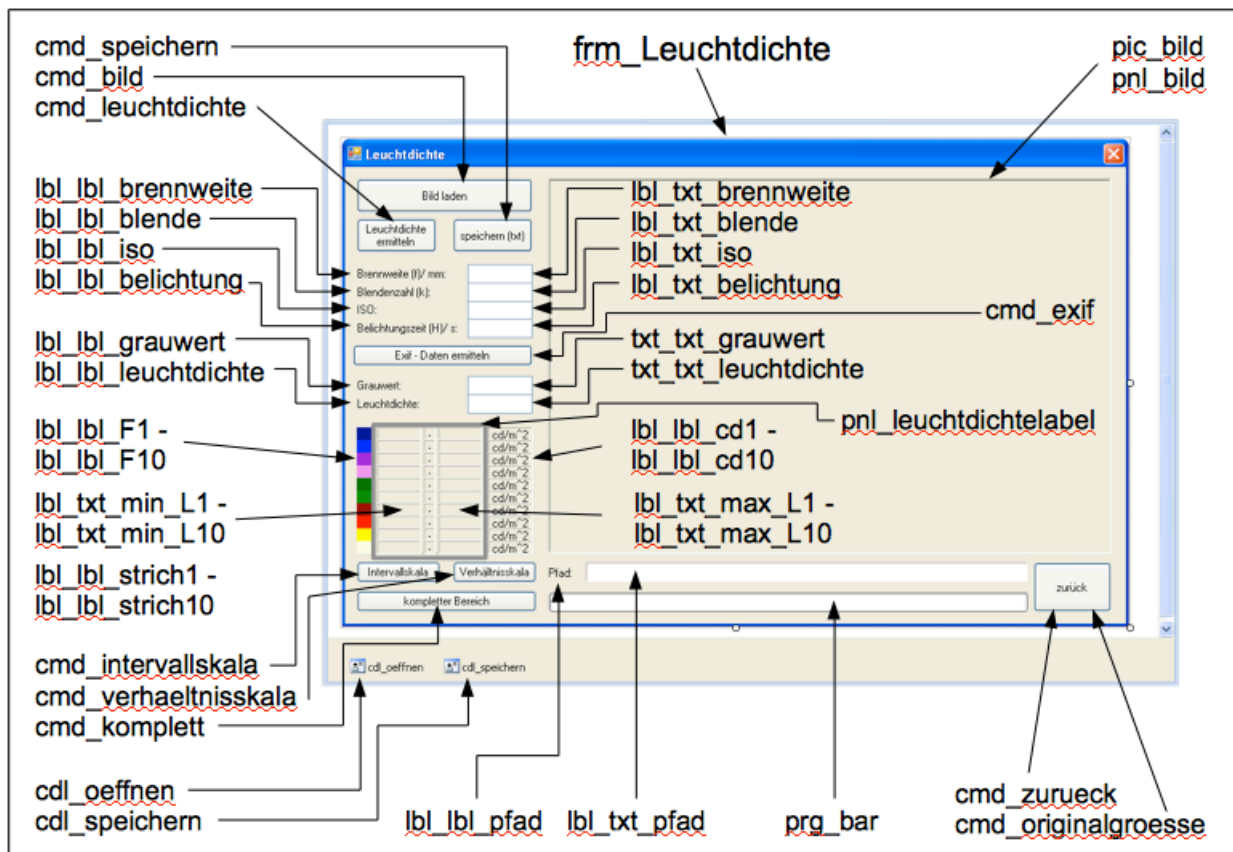 cmd_speichern
cmd_bild
cmd_leuchtdichte
frm_Leuchtdichte
pic_bild
pnl_bild
Leuchtdichte
Bild laden
Leuchtdichte
ermitteln
speichern (txt)
lbl_lbl_brennweite
lbl_lbl_blende
lbl_lbl_iso
lbl_lbl_belichtung
Brennweite (f)/ mm:
Blendenzahl (k):
ISO:
Belichtungszeit (H)/ s:
lbl_txt_brennweite
lbl_txt_blende
lbl_txt_iso
lbl_txt_belichtung
cmd_exif
Exif - Daten ermitteln
lbl_lbl_grauwert
lbl_lbl_leuchtdichte
Grauwert:
Leuchtdichte:
txt_txt_grauwert
txt_txt_leuchtdichte
pnl_leuchtdichtelabel
lbl_lbl_F1 -
lbl_lbl_F10
- cd/m^2
- cd/m^2
- cd/m^2
- cd/m^2
- cd/m^2
- cd/m^2
- cd/m^2
- cd/m^2
- cd/m^2
- cd/m^2
lbl_lbl_cd1 -
lbl_lbl_cd10
lbl_txt_min_L1 -
lbl_txt_min_L10
lbl_txt_max_L1 -
lbl_txt_max_L10
lbl_lbl_strich1 -
lbl_lbl_strich10
Intervallskala
Verhältnisskala
Pfad:
kompletter Bereich
zurück
cmd_intervallskala
cmd_verhaeltnisskala
cmd_komplett
cdl_oeffnen
cdl_speichern
cdl_oeffnen
cdl_speichern
lbl_lbl_pfad
lbl_txt_pfad
prg_bar
cmd_zurueck
cmd_originalgroesse